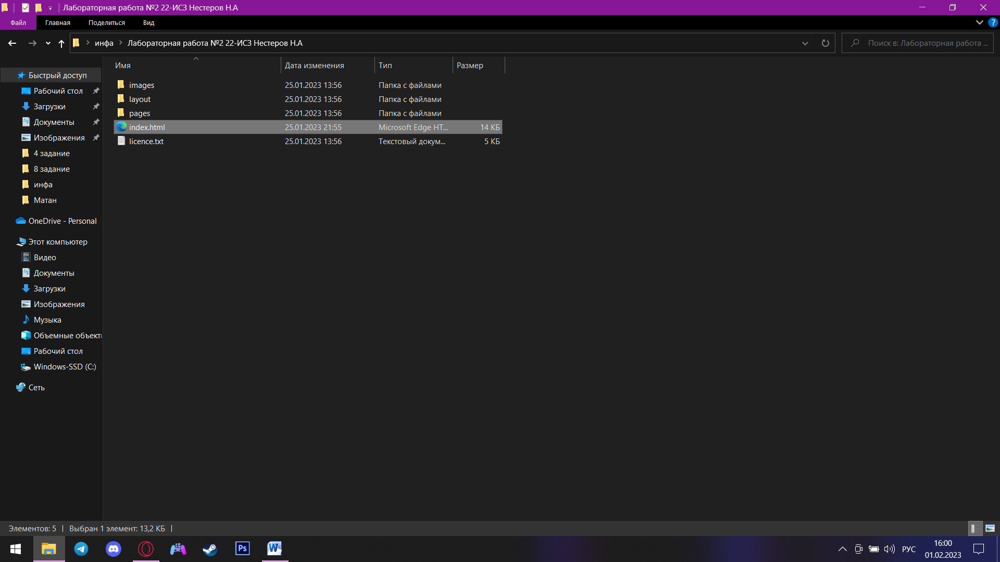 Лабораторная работа №2 22-ИСЗ Нестеров Н.А
Файл Главная Поделиться Вид
инфа Лабораторная работа №2 22-ИСЗ Нестеров Н.А
Поиск в: Лабораторная работа ...
Имя Дата изменения Тип Размер
images 25.01.2023 13:56 Папка с файлами
layout 25.01.2023 13:56 Папка с файлами
pages 25.01.2023 13:56 Папка с файлами
index.html 25.01.2023 21:55 Microsoft Edge HT... 14 КБ
licence.txt 25.01.2023 13:56 Текстовый докум... 5 КБ
Быстрый доступ
Рабочий стол
Загрузки
Документы
Изображения
4 задание
8 задание
инфа
Матан
OneDrive - Personal
Этот компьютер
Видео
Документы
Загрузки
Изображения
Музыка
Объемные объекты
Рабочий стол
Windows-SSD (C:)
Сеть
Элементов: 5 Выбран 1 элемент: 13,2 КБ
Ps
W
РУС
16:00
01.02.2023